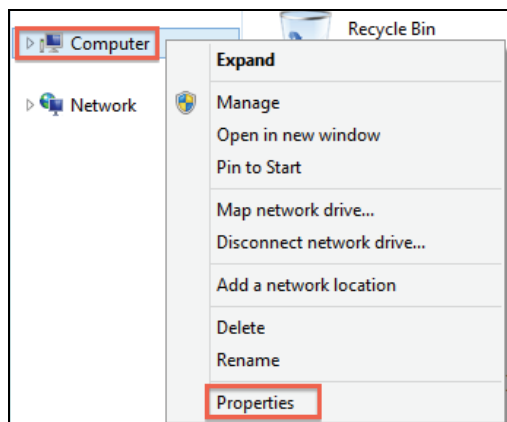 Computer
Recycle Bin
Network
Expand
Manage
Open in new window
Pin to Start
Map network drive...
Disconnect network drive...
Add a network location
Delete
Rename
Properties